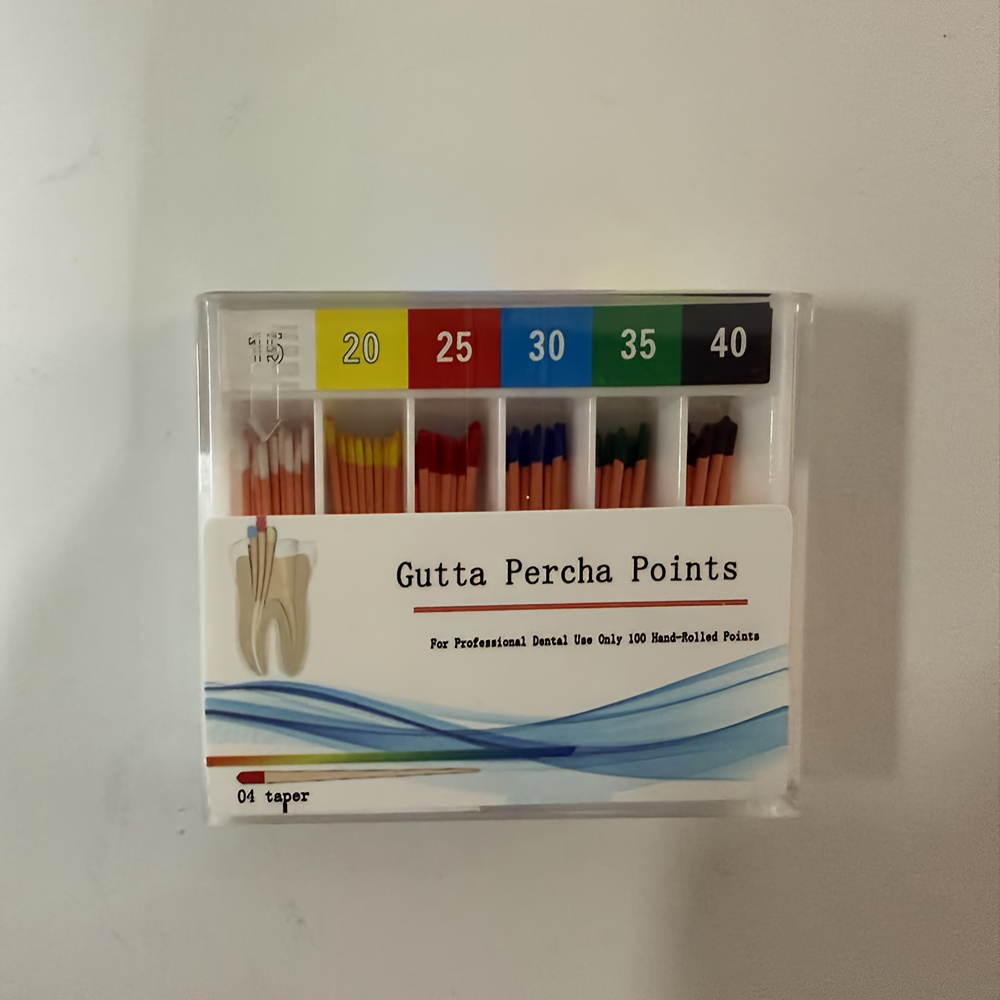 15 20 25 30 35 40
Gutta Percha Points
For Professional Dental Use Only 100 Hand-Rolled Points
04 taper